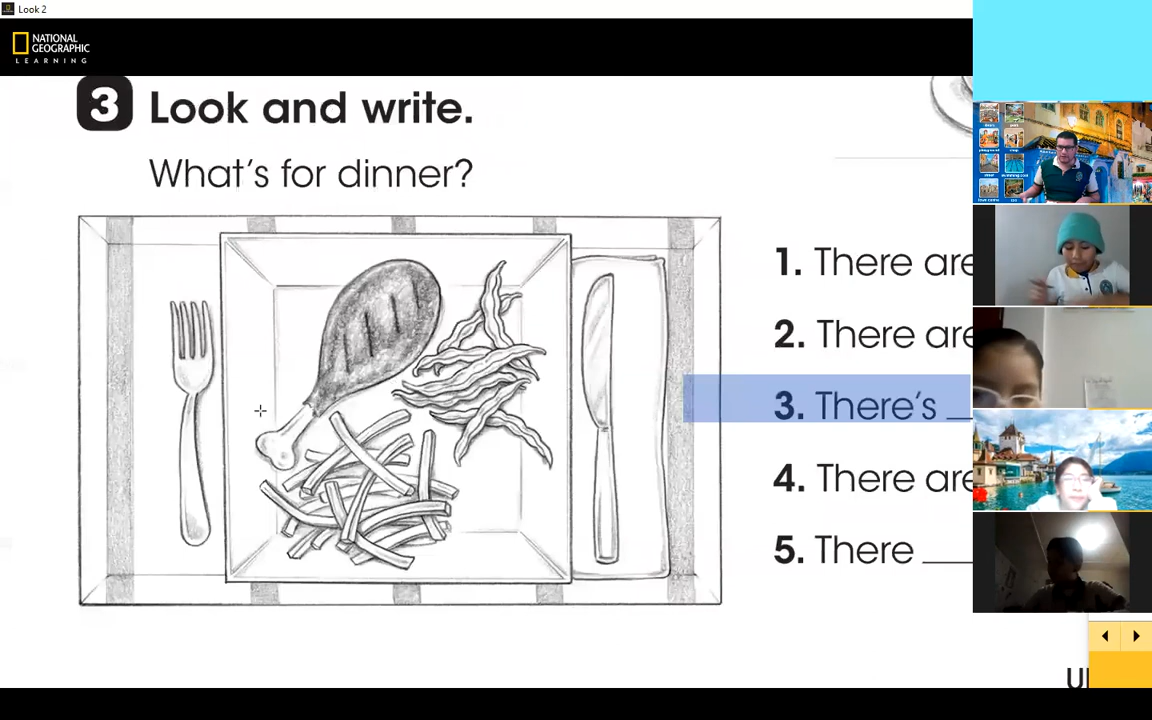 Look 2
NATIONAL
GEOGRAPHIC
LEARNING
3 Look and write.
What's for dinner?
1. There are
2. There are
3. There's
4. There are
5. There